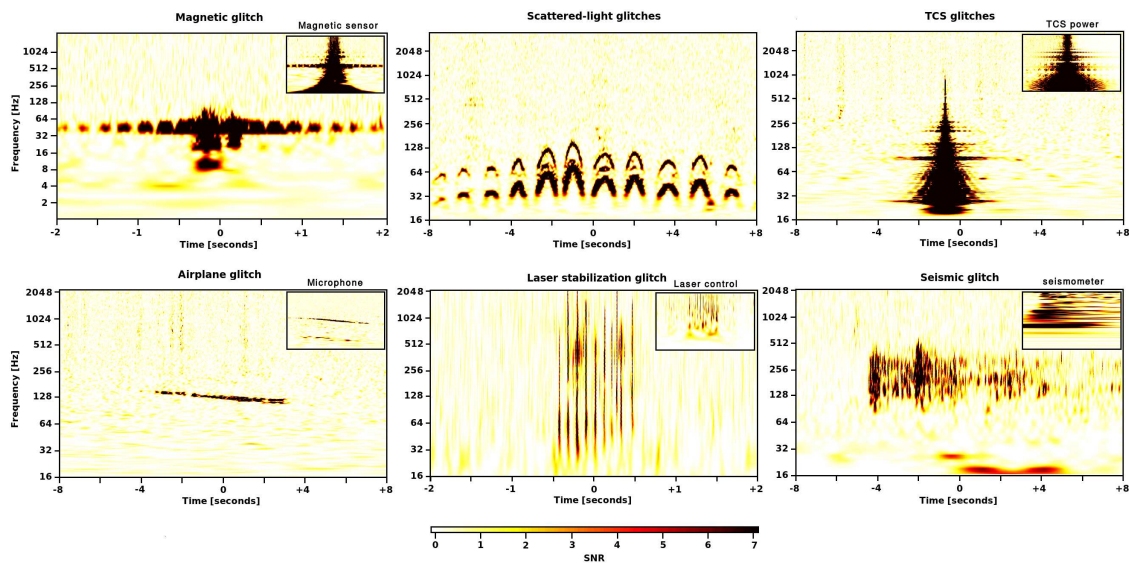 Magnetic glitch
Scattered-light glitches
TCS glitches
Magnetic sensor
TCS power
Frequency [Hz]
1024
512
256
128
64
32
16
8
4
2
2048
1024
512
256
128
64
32
16
2048
1024
512
256
128
64
32
16
-2 -1 0 +1 +2
-8 -4 0 +4 +8
-8 -4 0 +4 +8
Time [seconds]
Time [seconds]
Time [seconds]
Airplane glitch
Laser stabilization glitch
Seismic glitch
Microphone
Laser control
seismometer
Frequency [Hz]
2048
1024
512
256
128
64
32
16
2048
1024
512
256
128
64
32
16
2048
1024
512
256
128
64
32
16
-8 -4 0 +4 +8
-2 -1 0 +1 +2
-8 -4 0 +4 +8
Time [seconds]
Time [seconds]
Time [seconds]
0 1 2 3 4 5 6 7
SNR